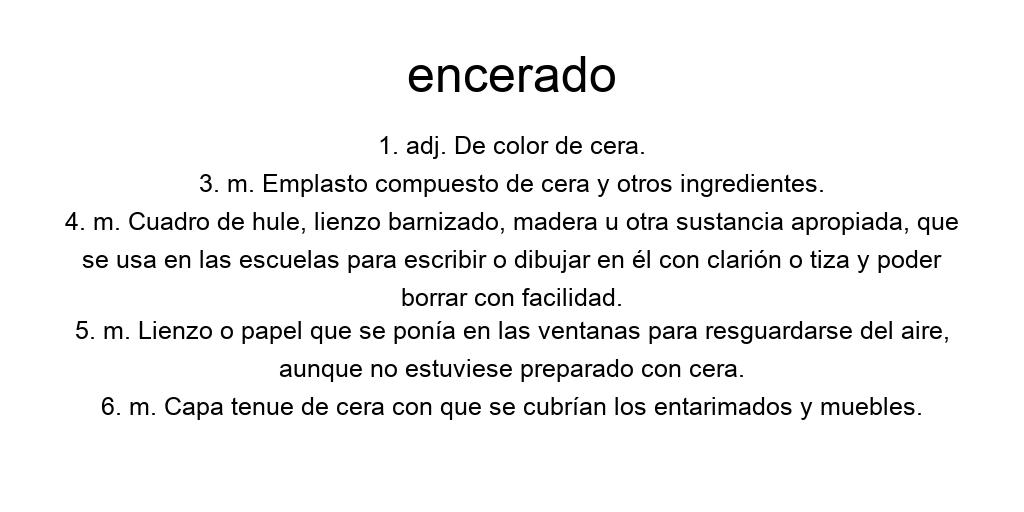 encerado
1. adj. De color de cera.
3. m. Emplasto compuesto de cera y otros ingredientes.
4. m. Cuadro de hule, lienzo barnizado, madera u otra sustancia apropiada, que
se usa en las escuelas para escribir o dibujar en él con clarión o tiza y poder
borrar con facilidad.
5. m. Lienzo o papel que se ponía en las ventanas para resguardarse del aire,
aunque no estuviese preparado con cera.
6. m. Capa tenue de cera con que se cubrían los entarimados y muebles.